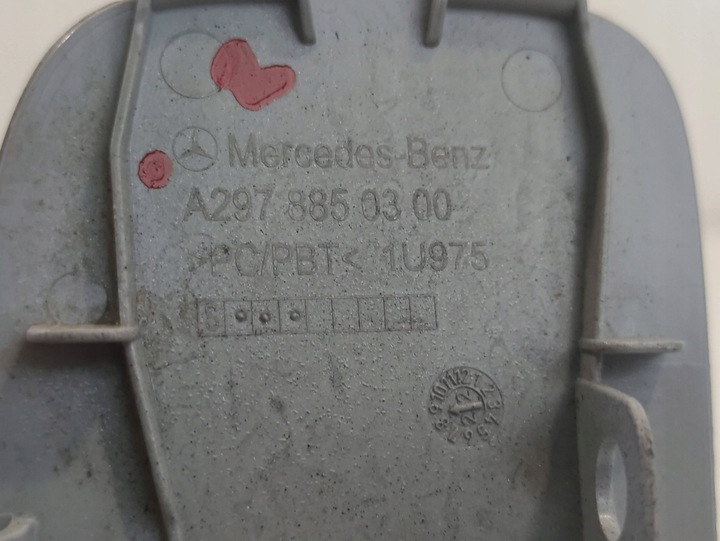 Mercedes-Benz
A297 885 03 00
>PC/PBT< 1U975